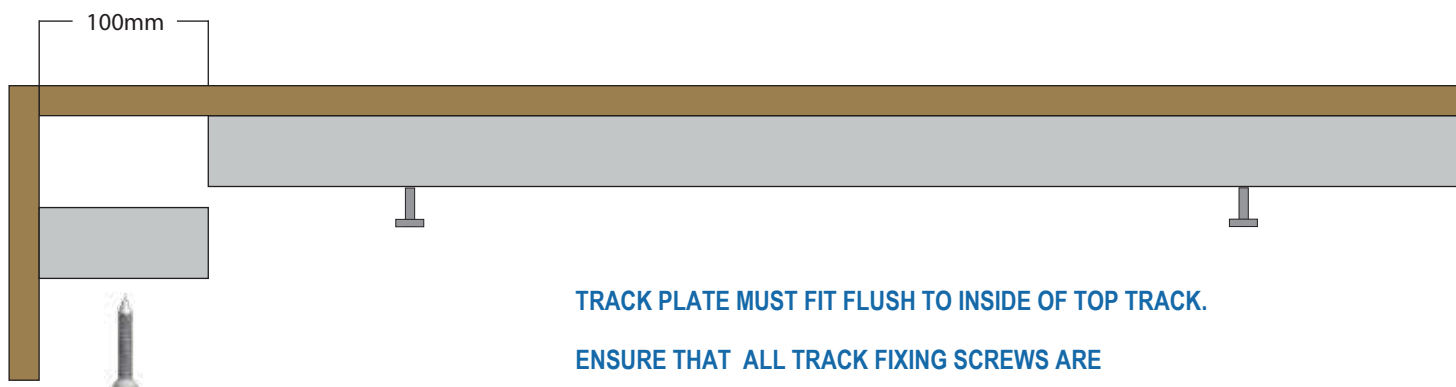 100mm
TRACK PLATE MUST FIT FLUSH TO INSIDE OF TOP TRACK.
ENSURE THAT ALL TRACK FIXING SCREWS ARE